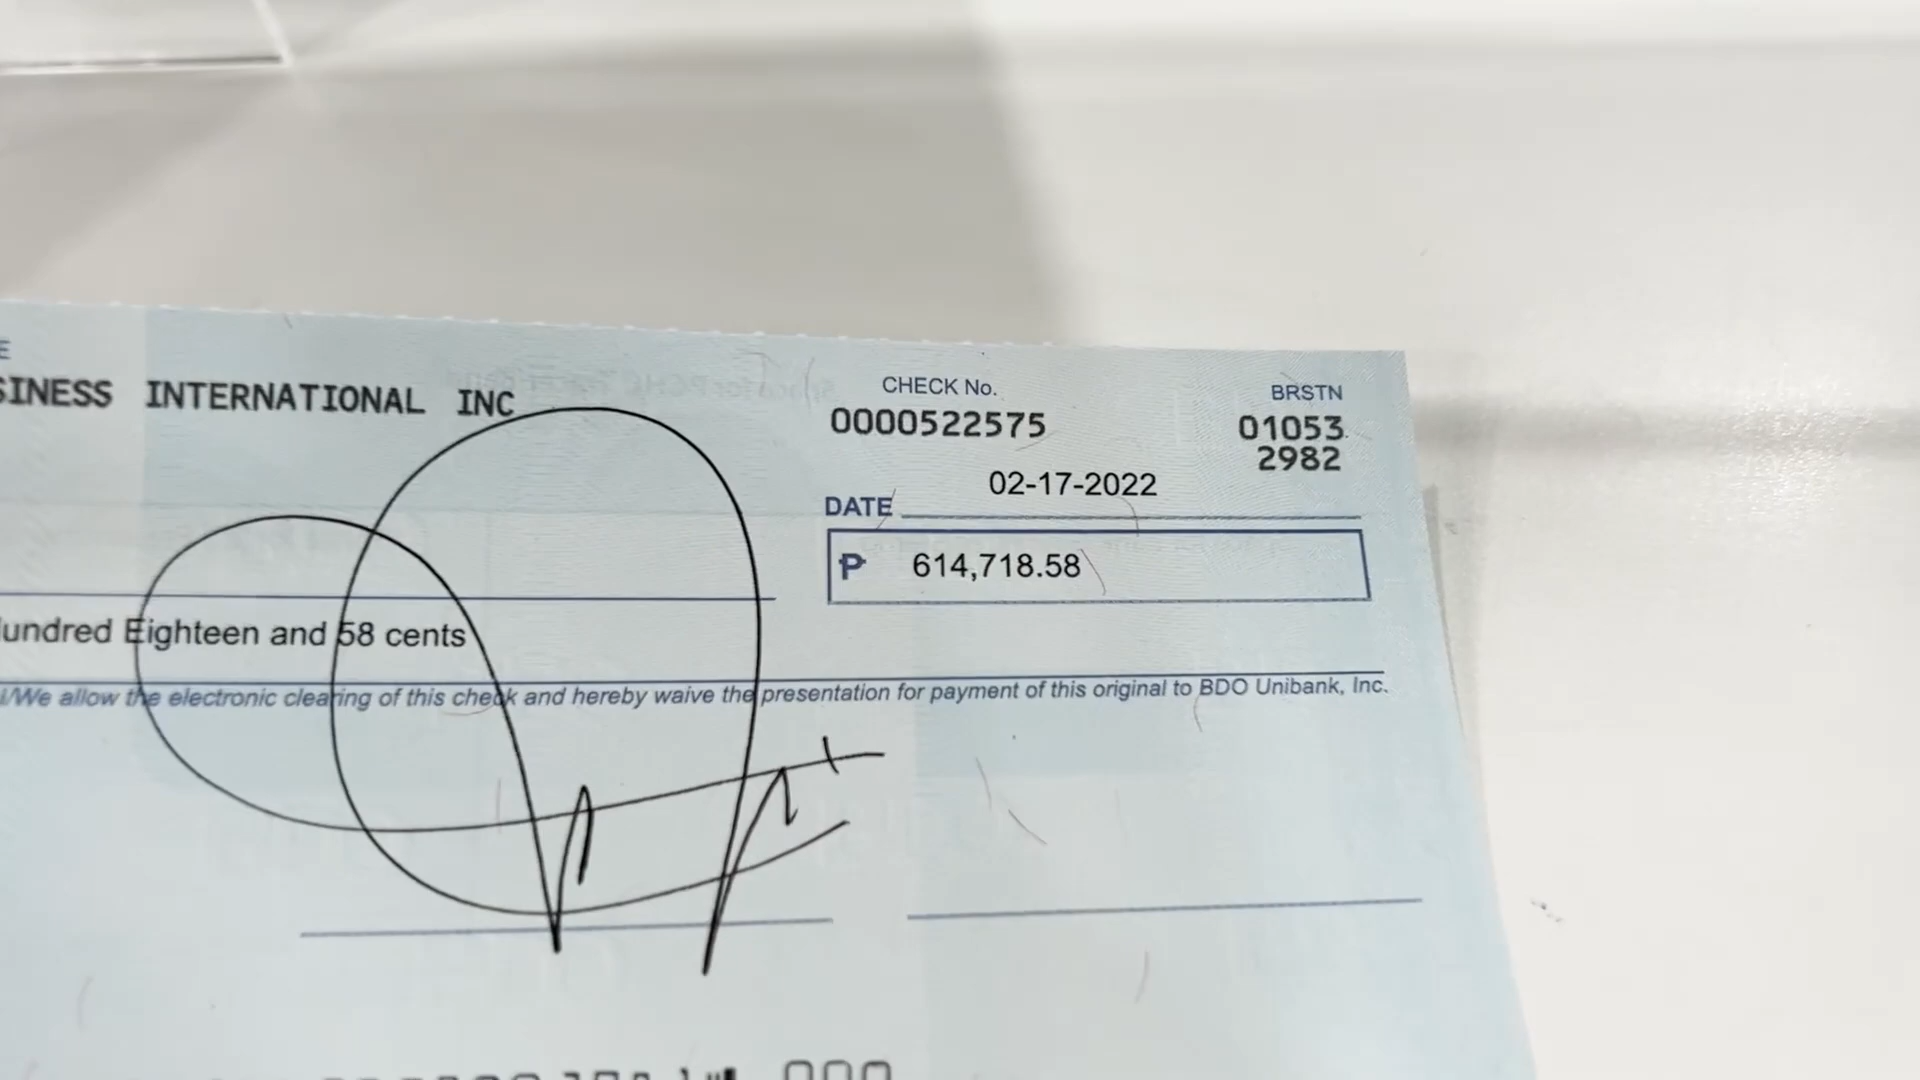 INTERNATIONAL INC
CHECK No.
0000522575
BRSTN
01053
2982
DATE 02-17-2022
₱ 614,718.58
Eighteen and 58 cents
I/We allow the electronic clearing of this check and hereby waive the presentation for payment of this original to BDO Unibank, Inc.